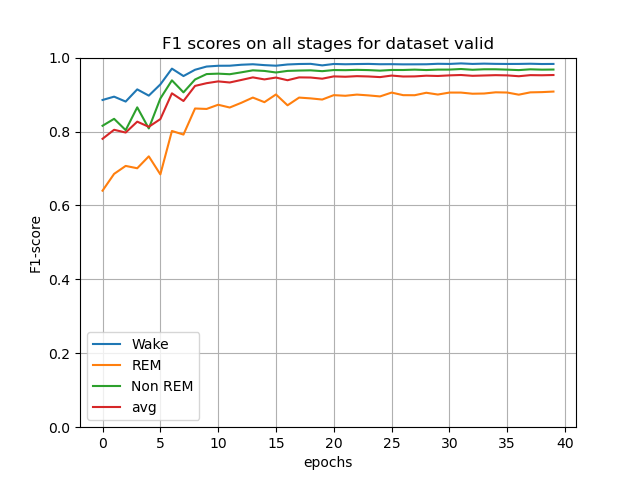 F1 scores on all stages for dataset valid
1.0
0.8
0.6
0.4
0.2
0.0
F1-score
Wake
REM
Non REM
avg
0 5 10 15 20 25 30 35 40
epochs